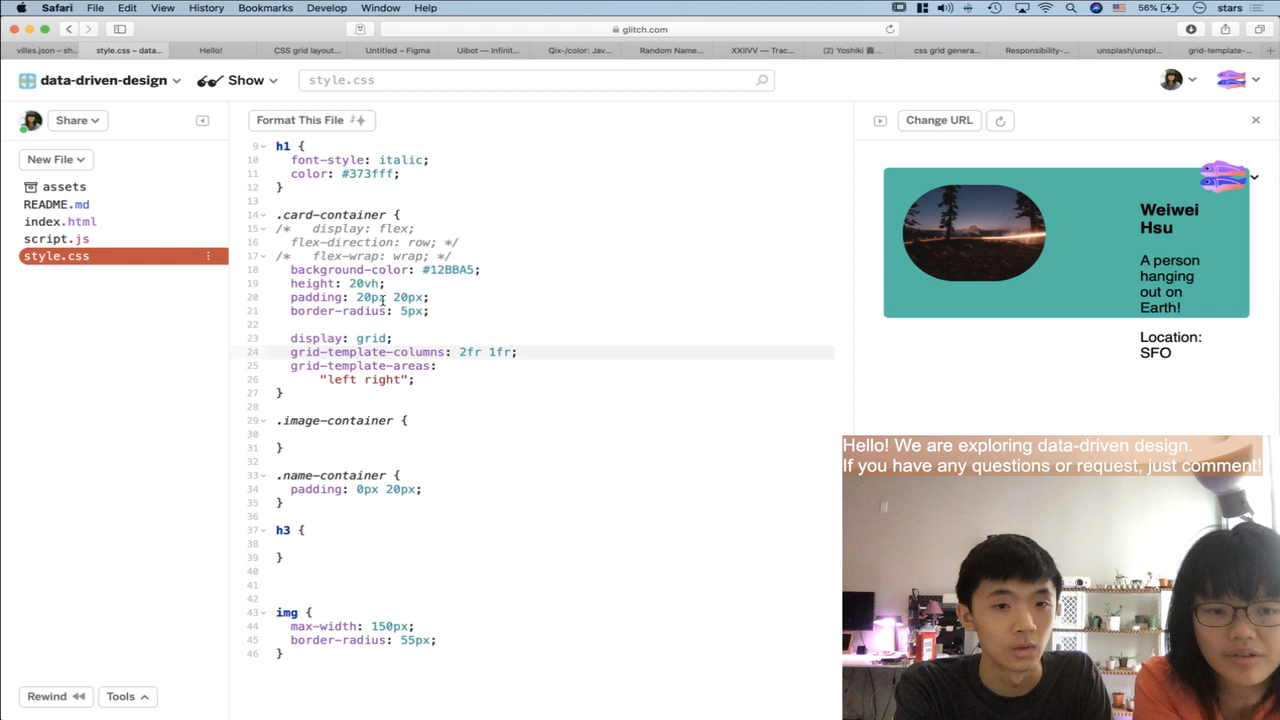 Safari File Edit View History Bookmarks Develop Window Help 56% stars
glitch.com
villes.json – sh... style.css – data... Hello! CSS grid layout... Untitled – Figma Uibot — Infinit... Qix-/color: Jav... Random Name... XXIIVV — Trac... css grid genera... Responsibility-... unsplash/unspl... grid-template-...
data-driven-design Show style.css
Share Format This File Change URL
New File
assets
README.md
index.html
script.js
style.css
9 h1 {
10 font-style: italic;
11 color: #373fff;
12 }
13
14 .card-container {
15 /* display: flex;
16 flex-direction: row; */
17 /* flex-wrap: wrap; */
18 background-color: #12BBA5;
19 height: 20vh;
20 padding: 20px 20px;
21 border-radius: 5px;
22
23 display: grid;
24 grid-template-columns: 2fr 1fr;
25 grid-template-areas:
26 "left right";
27 }
28
29 .image-container {
30
31 }
32
33 .name-container {
34 padding: 0px 20px;
35 }
36
37 h3 {
38
39 }
40
41
42
43 img {
44 max-width: 150px;
45 border-radius: 55px;
46 }
Weiwei
Hsu
A person
hanging
out on
Earth!
Location:
SFO
Hello! We are exploring data-driven design.
If you have any questions or request, just comment!
Rewind Tools